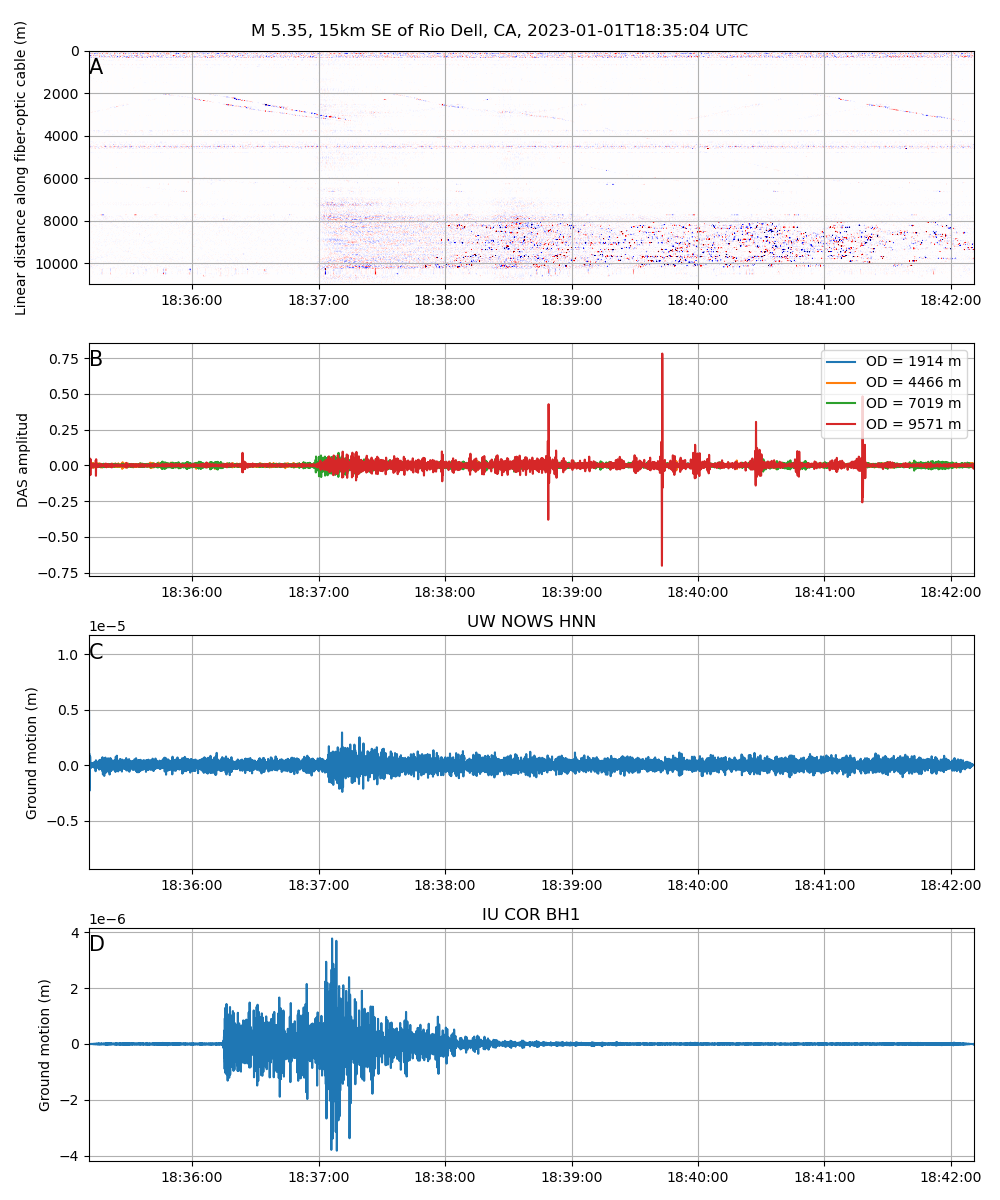 M 5.35, 15km SE of Rio Dell, CA, 2023-01-01T18:35:04 UTC
Linear distance along fiber-optic cable (m)
A
0
2000
4000
6000
8000
10000
18:36:00 18:37:00 18:38:00 18:39:00 18:40:00 18:41:00 18:42:00
DAS amplitud
B
0.75
0.50
0.25
0.00
−0.25
−0.50
−0.75
OD = 1914 m
OD = 4466 m
OD = 7019 m
OD = 9571 m
18:36:00 18:37:00 18:38:00 18:39:00 18:40:00 18:41:00 18:42:00
UW NOWS HNN
1e−5
Ground motion (m)
C
1.0
0.5
0.0
−0.5
18:36:00 18:37:00 18:38:00 18:39:00 18:40:00 18:41:00 18:42:00
IU COR BH1
1e−6
Ground motion (m)
D
4
2
0
−2
−4
18:36:00 18:37:00 18:38:00 18:39:00 18:40:00 18:41:00 18:42:00